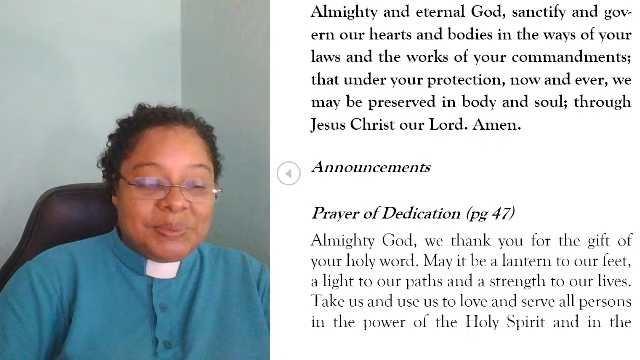 Almighty and eternal God, sanctify and gov-
ern our hearts and bodies in the ways of your
laws and the works of your commandments;
that under your protection, now and ever, we
may be preserved in body and soul; through
Jesus Christ our Lord. Amen.
Announcements
Prayer of Dedication (pg 47)
Almighty God, we thank you for the gift of
your holy word. May it be a lantern to our feet,
a light to our paths and a strength to our lives.
Take us and use us to love and serve all persons
in the power of the Holy Spirit and in the